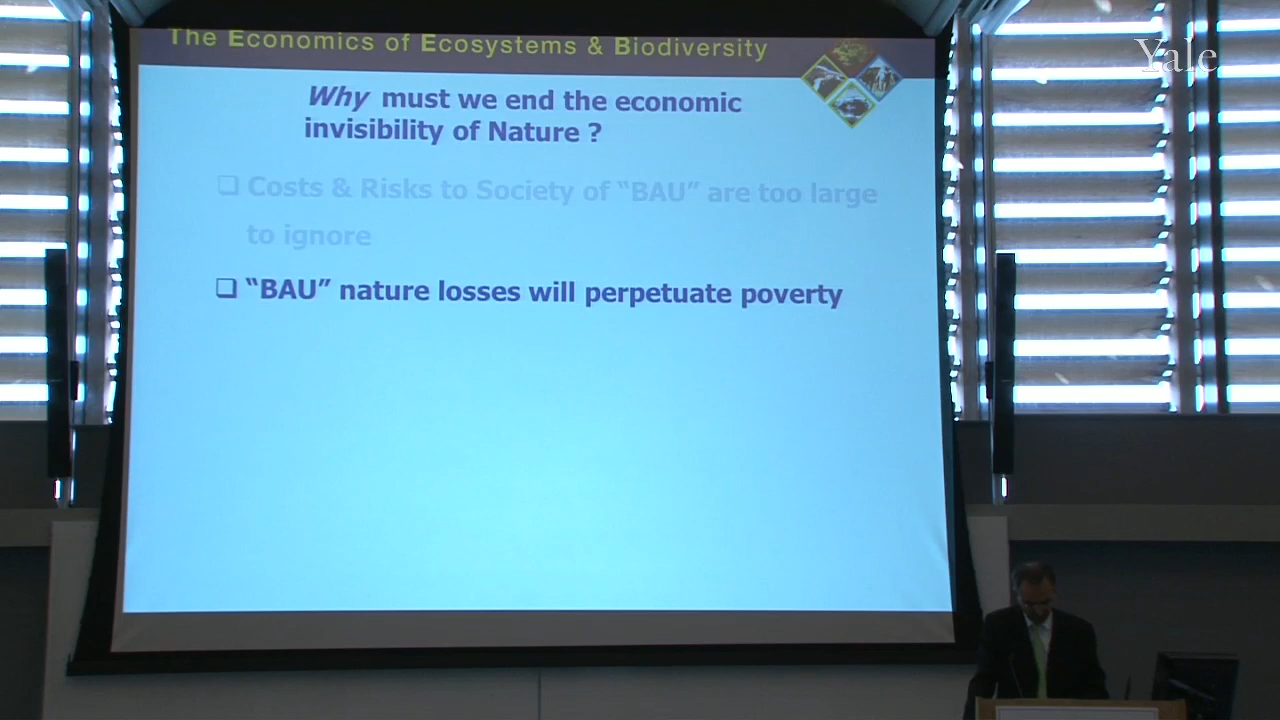 The Economics of Ecosystems & Biodiversity
Yale
Why must we end the economic
invisibility of Nature ?
❑ Costs & Risks to Society of “BAU” are too large
to ignore
❑ “BAU” nature losses will perpetuate poverty